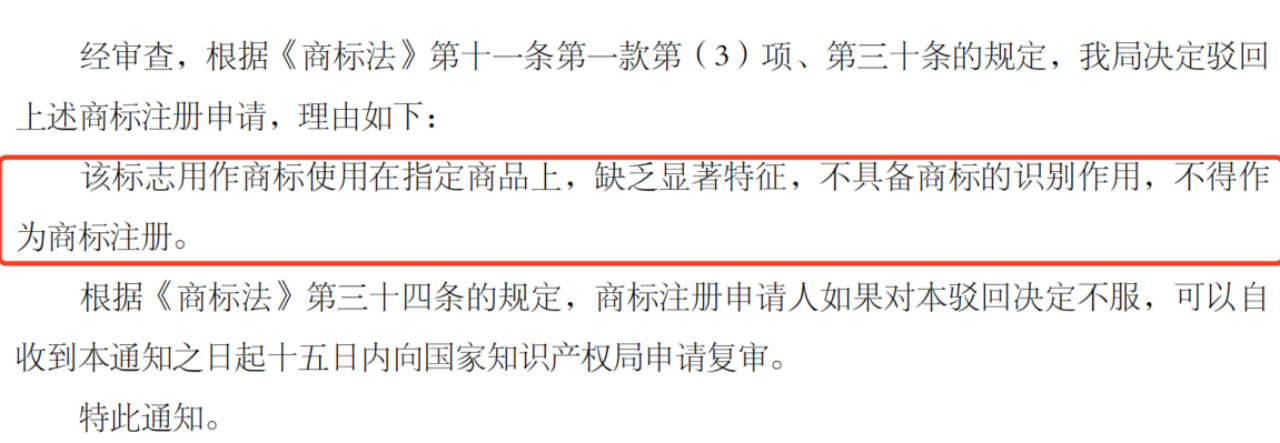 经审查，根据《商标法》第十一条第一款第（3）项、第三十条的规定，我局决定驳回
上述商标注册申请，理由如下：
该标志用作商标使用在指定商品上，缺乏显著特征，不具备商标的识别作用，不得作
为商标注册。
根据《商标法》第三十四条的规定，商标注册申请人如果对本驳回决定不服，可以自
收到本通知之日起十五日内向国家知识产权局申请复审。
特此通知。